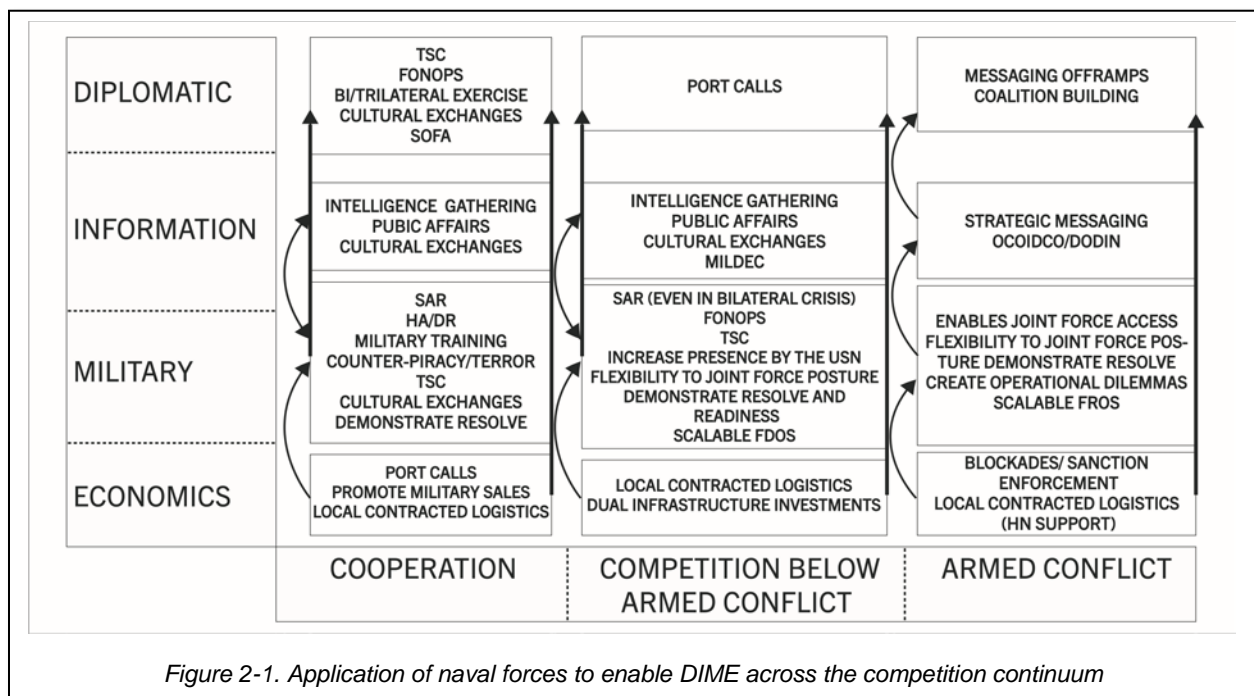 DIPLOMATIC
TSC
FONOPS
BI/TRILATERAL EXERCISE
CULTURAL EXCHANGES
SOFA
PORT CALLS
MESSAGING OFFRAMPS
COALITION BUILDING
INFORMATION
INTELLIGENCE GATHERING
PUBIC AFFAIRS
CULTURAL EXCHANGES
INTELLIGENCE GATHERING
PUBLIC AFFAIRS
CULTURAL EXCHANGES
MILDEC
STRATEGIC MESSAGING
OCOIDCO/DODIN
MILITARY
SAR
HA/DR
MILITARY TRAINING
COUNTER-PIRACY/TERROR
TSC
CULTURAL EXCHANGES
DEMONSTRATE RESOLVE
SAR (EVEN IN BILATERAL CRISIS)
FONOPS
TSC
INCREASE PRESENCE BY THE USN
FLEXIBILITY TO JOINT FORCE POSTURE
DEMONSTRATE RESOLVE AND
READINESS
SCALABLE FDOS
ENABLES JOINT FORCE ACCESS
FLEXIBILITY TO JOINT FORCE POS-
TURE DEMONSTRATE RESOLVE
CREATE OPERATIONAL DILEMMAS
SCALABLE FROS
ECONOMICS
PORT CALLS
PROMOTE MILITARY SALES
LOCAL CONTRACTED LOGISTICS
LOCAL CONTRACTED LOGISTICS
DUAL INFRASTRUCTURE INVESTMENTS
BLOCKADES/ SANCTION
ENFORCEMENT
LOCAL CONTRACTED LOGISTICS
(HN SUPPORT)
COOPERATION
COMPETITION BELOW
ARMED CONFLICT
ARMED CONFLICT
Figure 2-1. Application of naval forces to enable DIME across the competition continuum